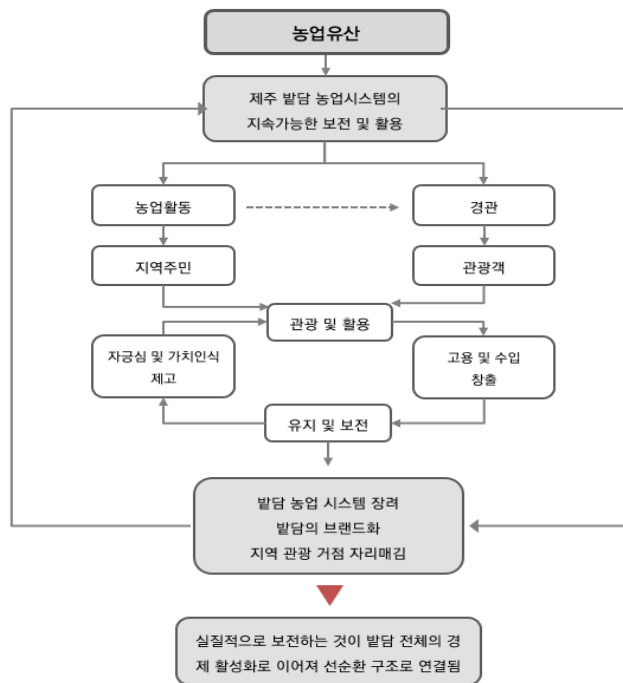 농업유산
제주 밭담 농업시스템의
지속가능한 보전 및 활용
농업활동
경관
지역주민
관광객
관광 및 활용
자긍심 및 가치인식
제고
고용 및 수입
창출
유지 및 보전
밭담 농업 시스템 장려
밭담의 브랜드화
지역 관광 거점 자리매김
실질적으로 보전하는 것이 밭담 전체의 경
제 활성화로 이어져 선순환 구조로 연결됨